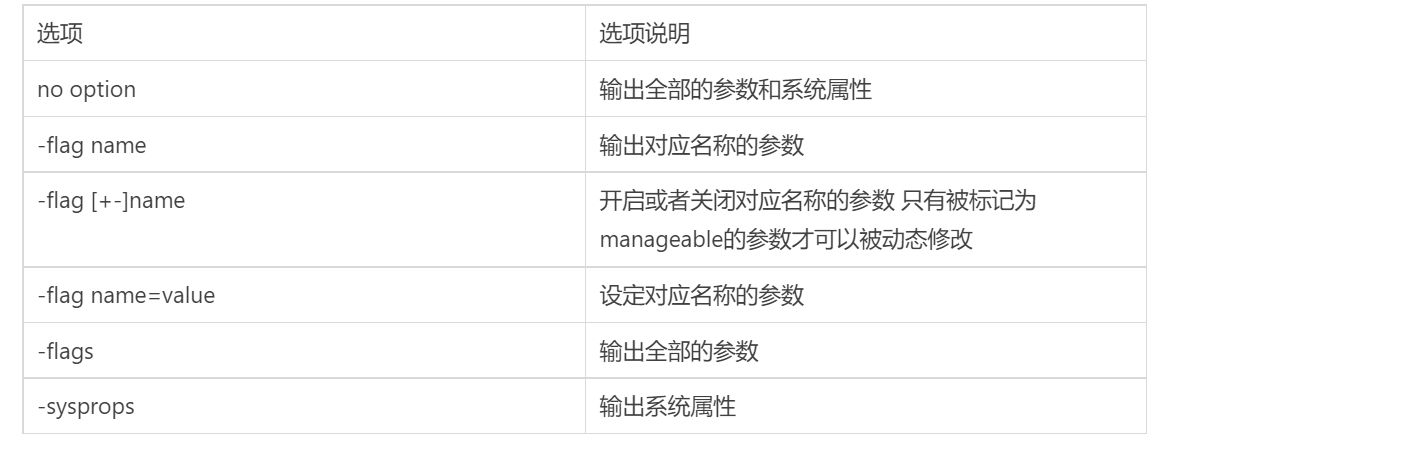 选项 选项说明
no option 输出全部的参数和系统属性
-flag name 输出对应名称的参数
-flag [+-]name 开启或者关闭对应名称的参数 只有被标记为
manageable的参数才可以被动态修改
-flag name=value 设定对应名称的参数
-flags 输出全部的参数
-sysprops 输出系统属性